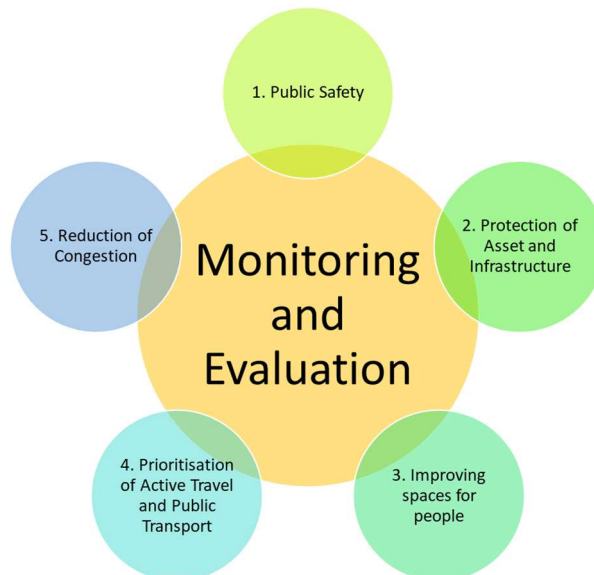 1. Public Safety
2. Protection of
Asset and
Infrastructure
3. Improving
spaces for
people
4. Prioritisation
of Active Travel
and Public
Transport
5. Reduction of
Congestion
Monitoring
and
Evaluation